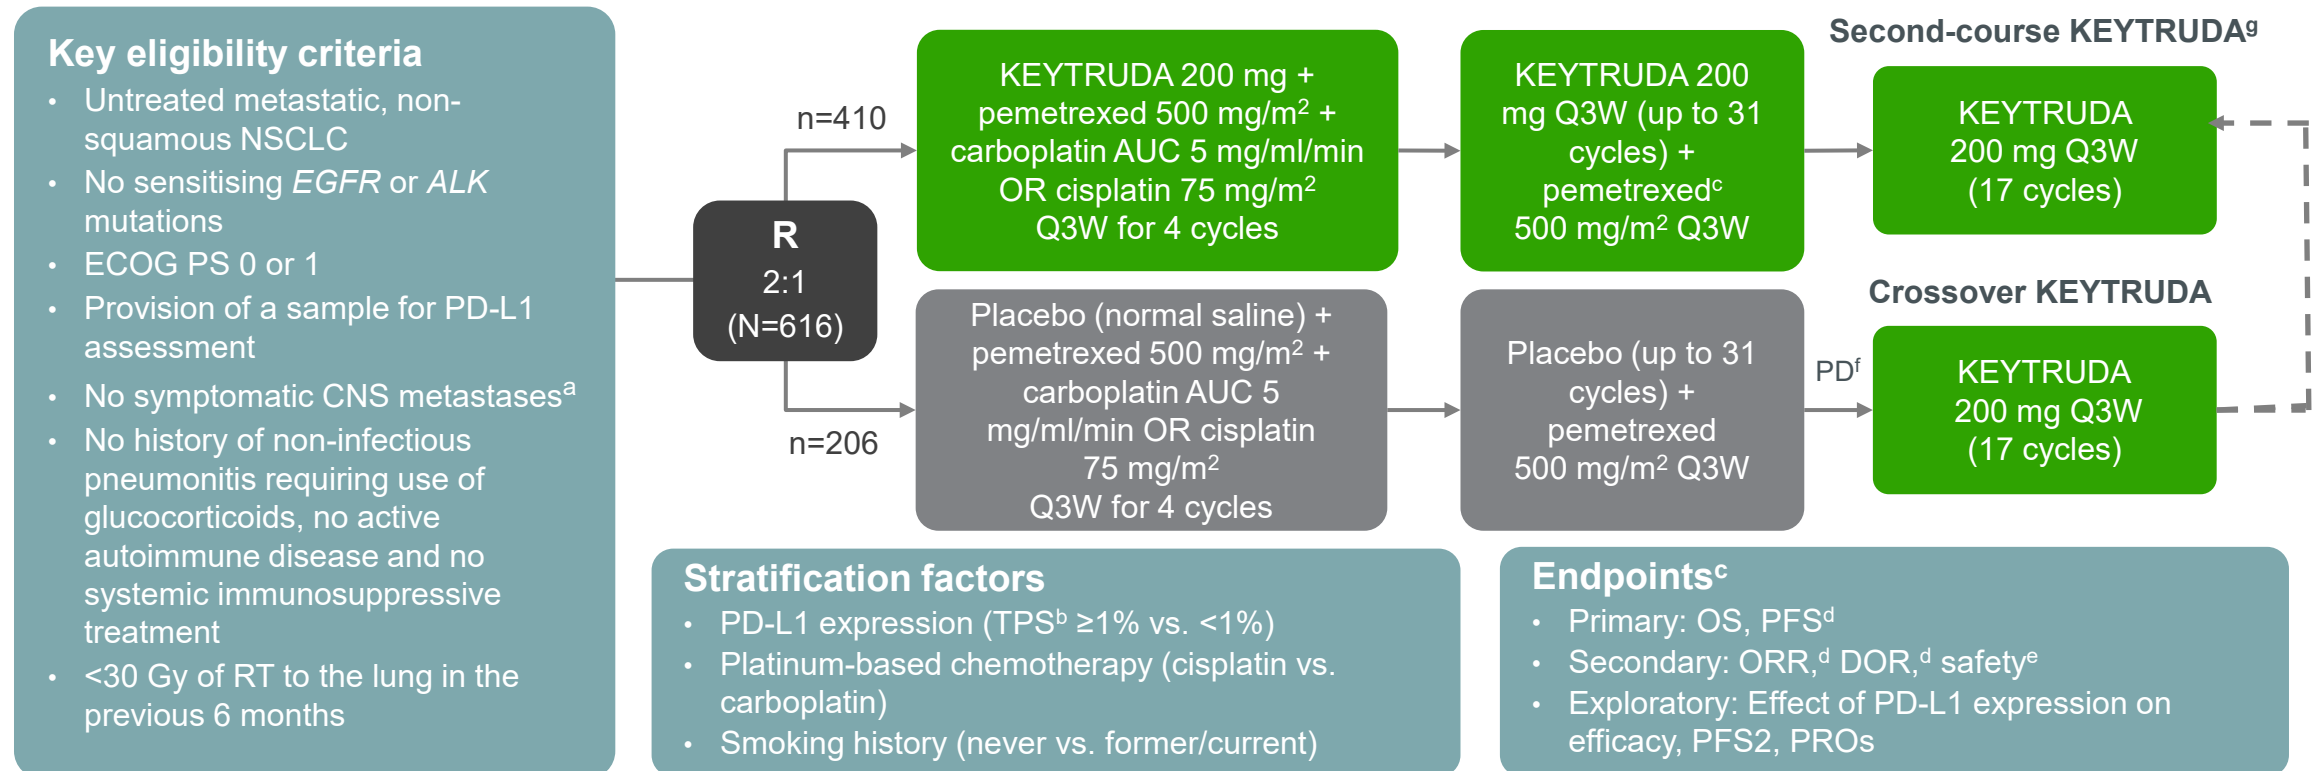 Key eligibility criteria
• Untreated metastatic, non-
squamous NSCLC
• No sensitising EGFR or ALK
mutations
• ECOG PS 0 or 1
• Provision of a sample for PD-L1
assessment
• No symptomatic CNS metastasesᵃ
• No history of non-infectious
pneumonitis requiring use of
glucocorticoids, no active
autoimmune disease and no
systemic immunosuppressive
treatment
• <30 Gy of RT to the lung in the
previous 6 months
R
2:1
(N=616)
n=410
KEYTRUDA 200 mg +
pemetrexed 500 mg/m² +
carboplatin AUC 5 mg/ml/min
OR cisplatin 75 mg/m²
Q3W for 4 cycles
KEYTRUDA 200
mg Q3W (up to 31
cycles) +
pemetrexedᶜ
500 mg/m² Q3W
Second-course KEYTRUDAᵍ
KEYTRUDA
200 mg Q3W
(17 cycles)
n=206
Placebo (normal saline) +
pemetrexed 500 mg/m² +
carboplatin AUC 5
mg/ml/min OR cisplatin
75 mg/m²
Q3W for 4 cycles
Placebo (up to 31
cycles) +
pemetrexed
500 mg/m² Q3W
PDᶠ
Crossover KEYTRUDA
KEYTRUDA
200 mg Q3W
(17 cycles)
Stratification factors
• PD-L1 expression (TPSᵇ ≥1% vs. <1%)
• Platinum-based chemotherapy (cisplatin vs.
carboplatin)
• Smoking history (never vs. former/current)
Endpointsᶜ
• Primary: OS, PFSᵈ
• Secondary: ORR,ᵈ DOR,ᵈ safetyᵉ
• Exploratory: Effect of PD-L1 expression on
efficacy, PFS2, PROs